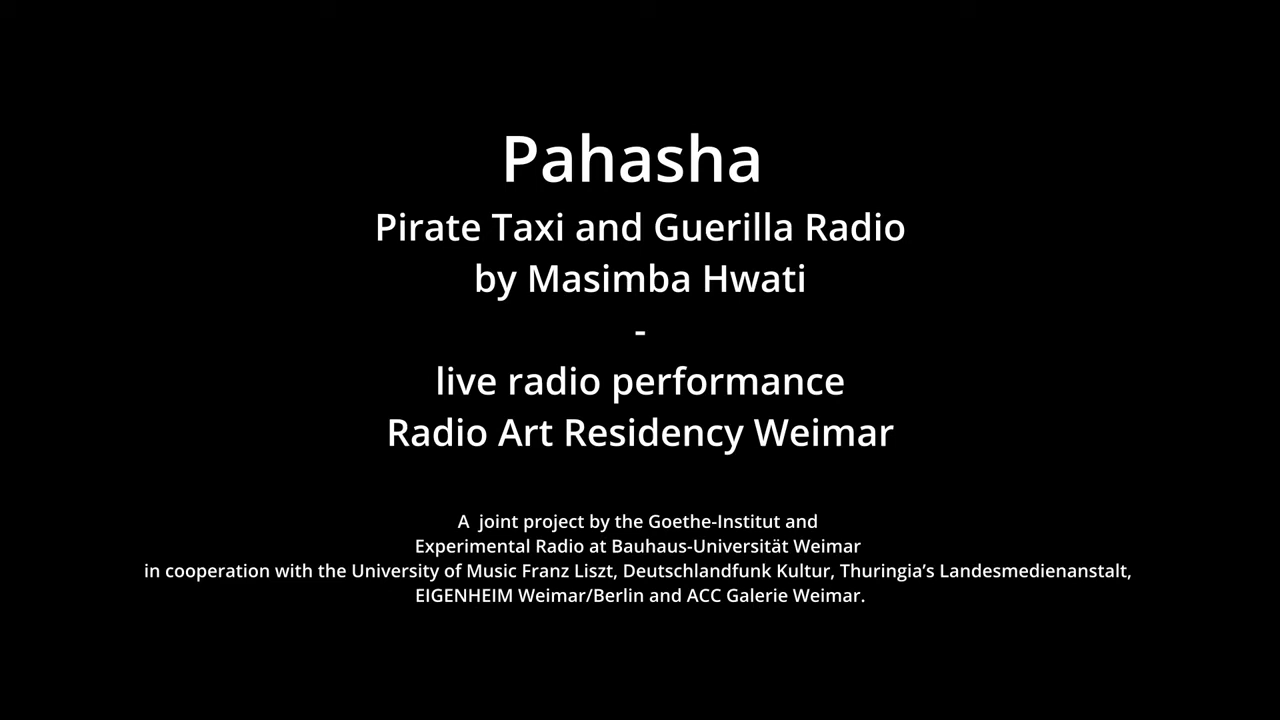 Pahasha
Pirate Taxi and Guerilla Radio
by Masimba Hwati
-
live radio performance
Radio Art Residency Weimar
A  joint project by the Goethe-Institut and
Experimental Radio at Bauhaus-Universität Weimar
in cooperation with the University of Music Franz Liszt, Deutschlandfunk Kultur, Thuringia’s Landesmedienanstalt,
EIGENHEIM Weimar/Berlin and ACC Galerie Weimar.